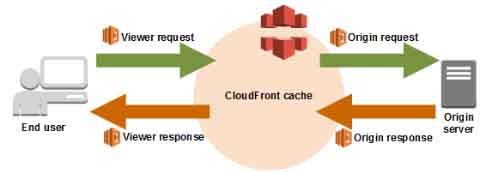 Viewer request
Origin request
CloudFront cache
End user
Viewer response
Origin response
Origin
server